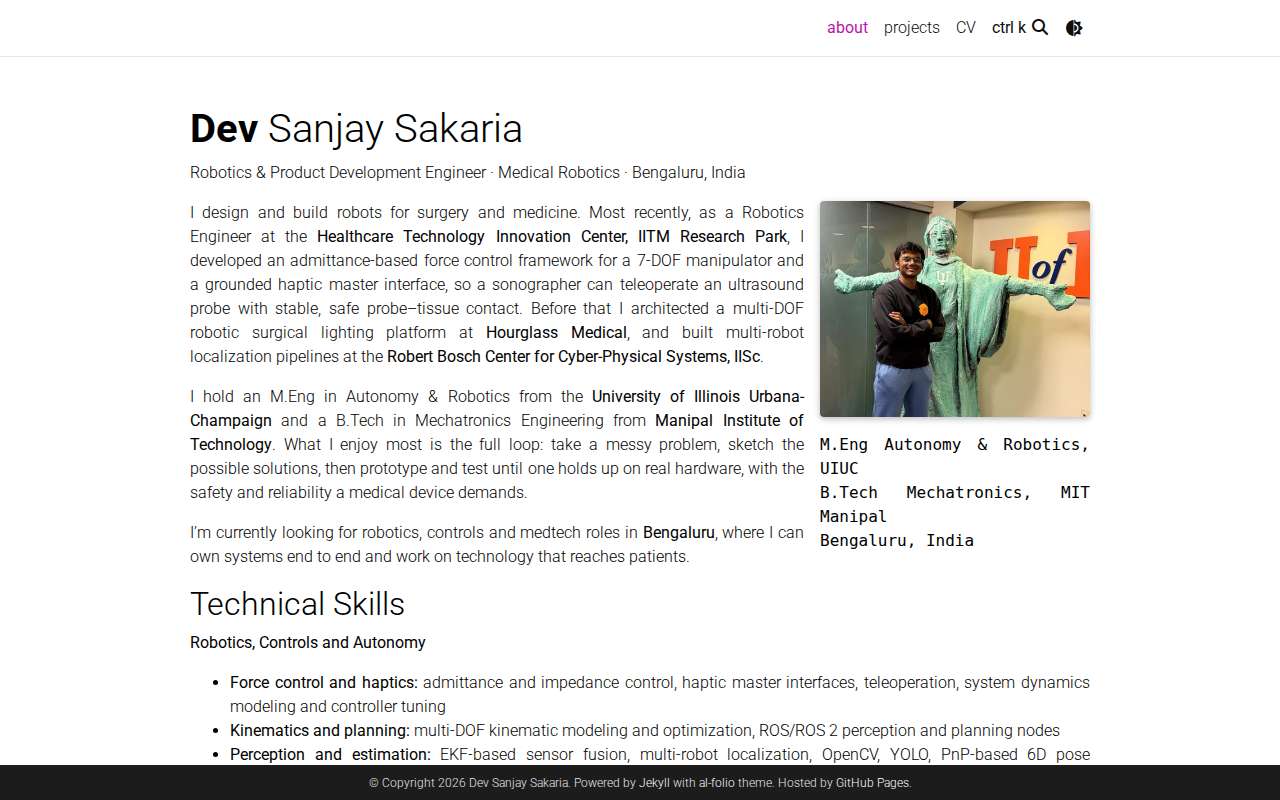 about projects CV ctrl k
Dev Sanjay Sakaria
Robotics & Product Development Engineer · Medical Robotics · Bengaluru, India
I design and build robots for surgery and medicine. Most recently, as a Robotics
Engineer at the Healthcare Technology Innovation Center, IITM Research Park, I
developed an admittance-based force control framework for a 7-DOF manipulator and
a grounded haptic master interface, so a sonographer can teleoperate an ultrasound
probe with stable, safe probe–tissue contact. Before that I architected a multi-DOF
robotic surgical lighting platform at Hourglass Medical, and built multi-robot
localization pipelines at the Robert Bosch Center for Cyber-Physical Systems, IISc.
I hold an M.Eng in Autonomy & Robotics from the University of Illinois Urbana-
Champaign and a B.Tech in Mechatronics Engineering from Manipal Institute of
Technology. What I enjoy most is the full loop: take a messy problem, sketch the
possible solutions, then prototype and test until one holds up on real hardware, with the
safety and reliability a medical device demands.
I'm currently looking for robotics, controls and medtech roles in Bengaluru, where I can
own systems end to end and work on technology that reaches patients.
U of I
M.Eng Autonomy & Robotics,
UIUC
B.Tech Mechatronics, MIT
Manipal
Bengaluru, India
Technical Skills
Robotics, Controls and Autonomy
Force control and haptics: admittance and impedance control, haptic master interfaces, teleoperation, system dynamics
modeling and controller tuning
Kinematics and planning: multi-DOF kinematic modeling and optimization, ROS/ROS 2 perception and planning nodes
Perception and estimation: EKF-based sensor fusion, multi-robot localization, OpenCV, YOLO, PnP-based 6D pose
© Copyright 2026 Dev Sanjay Sakaria. Powered by Jekyll with al-folio theme. Hosted by GitHub Pages.